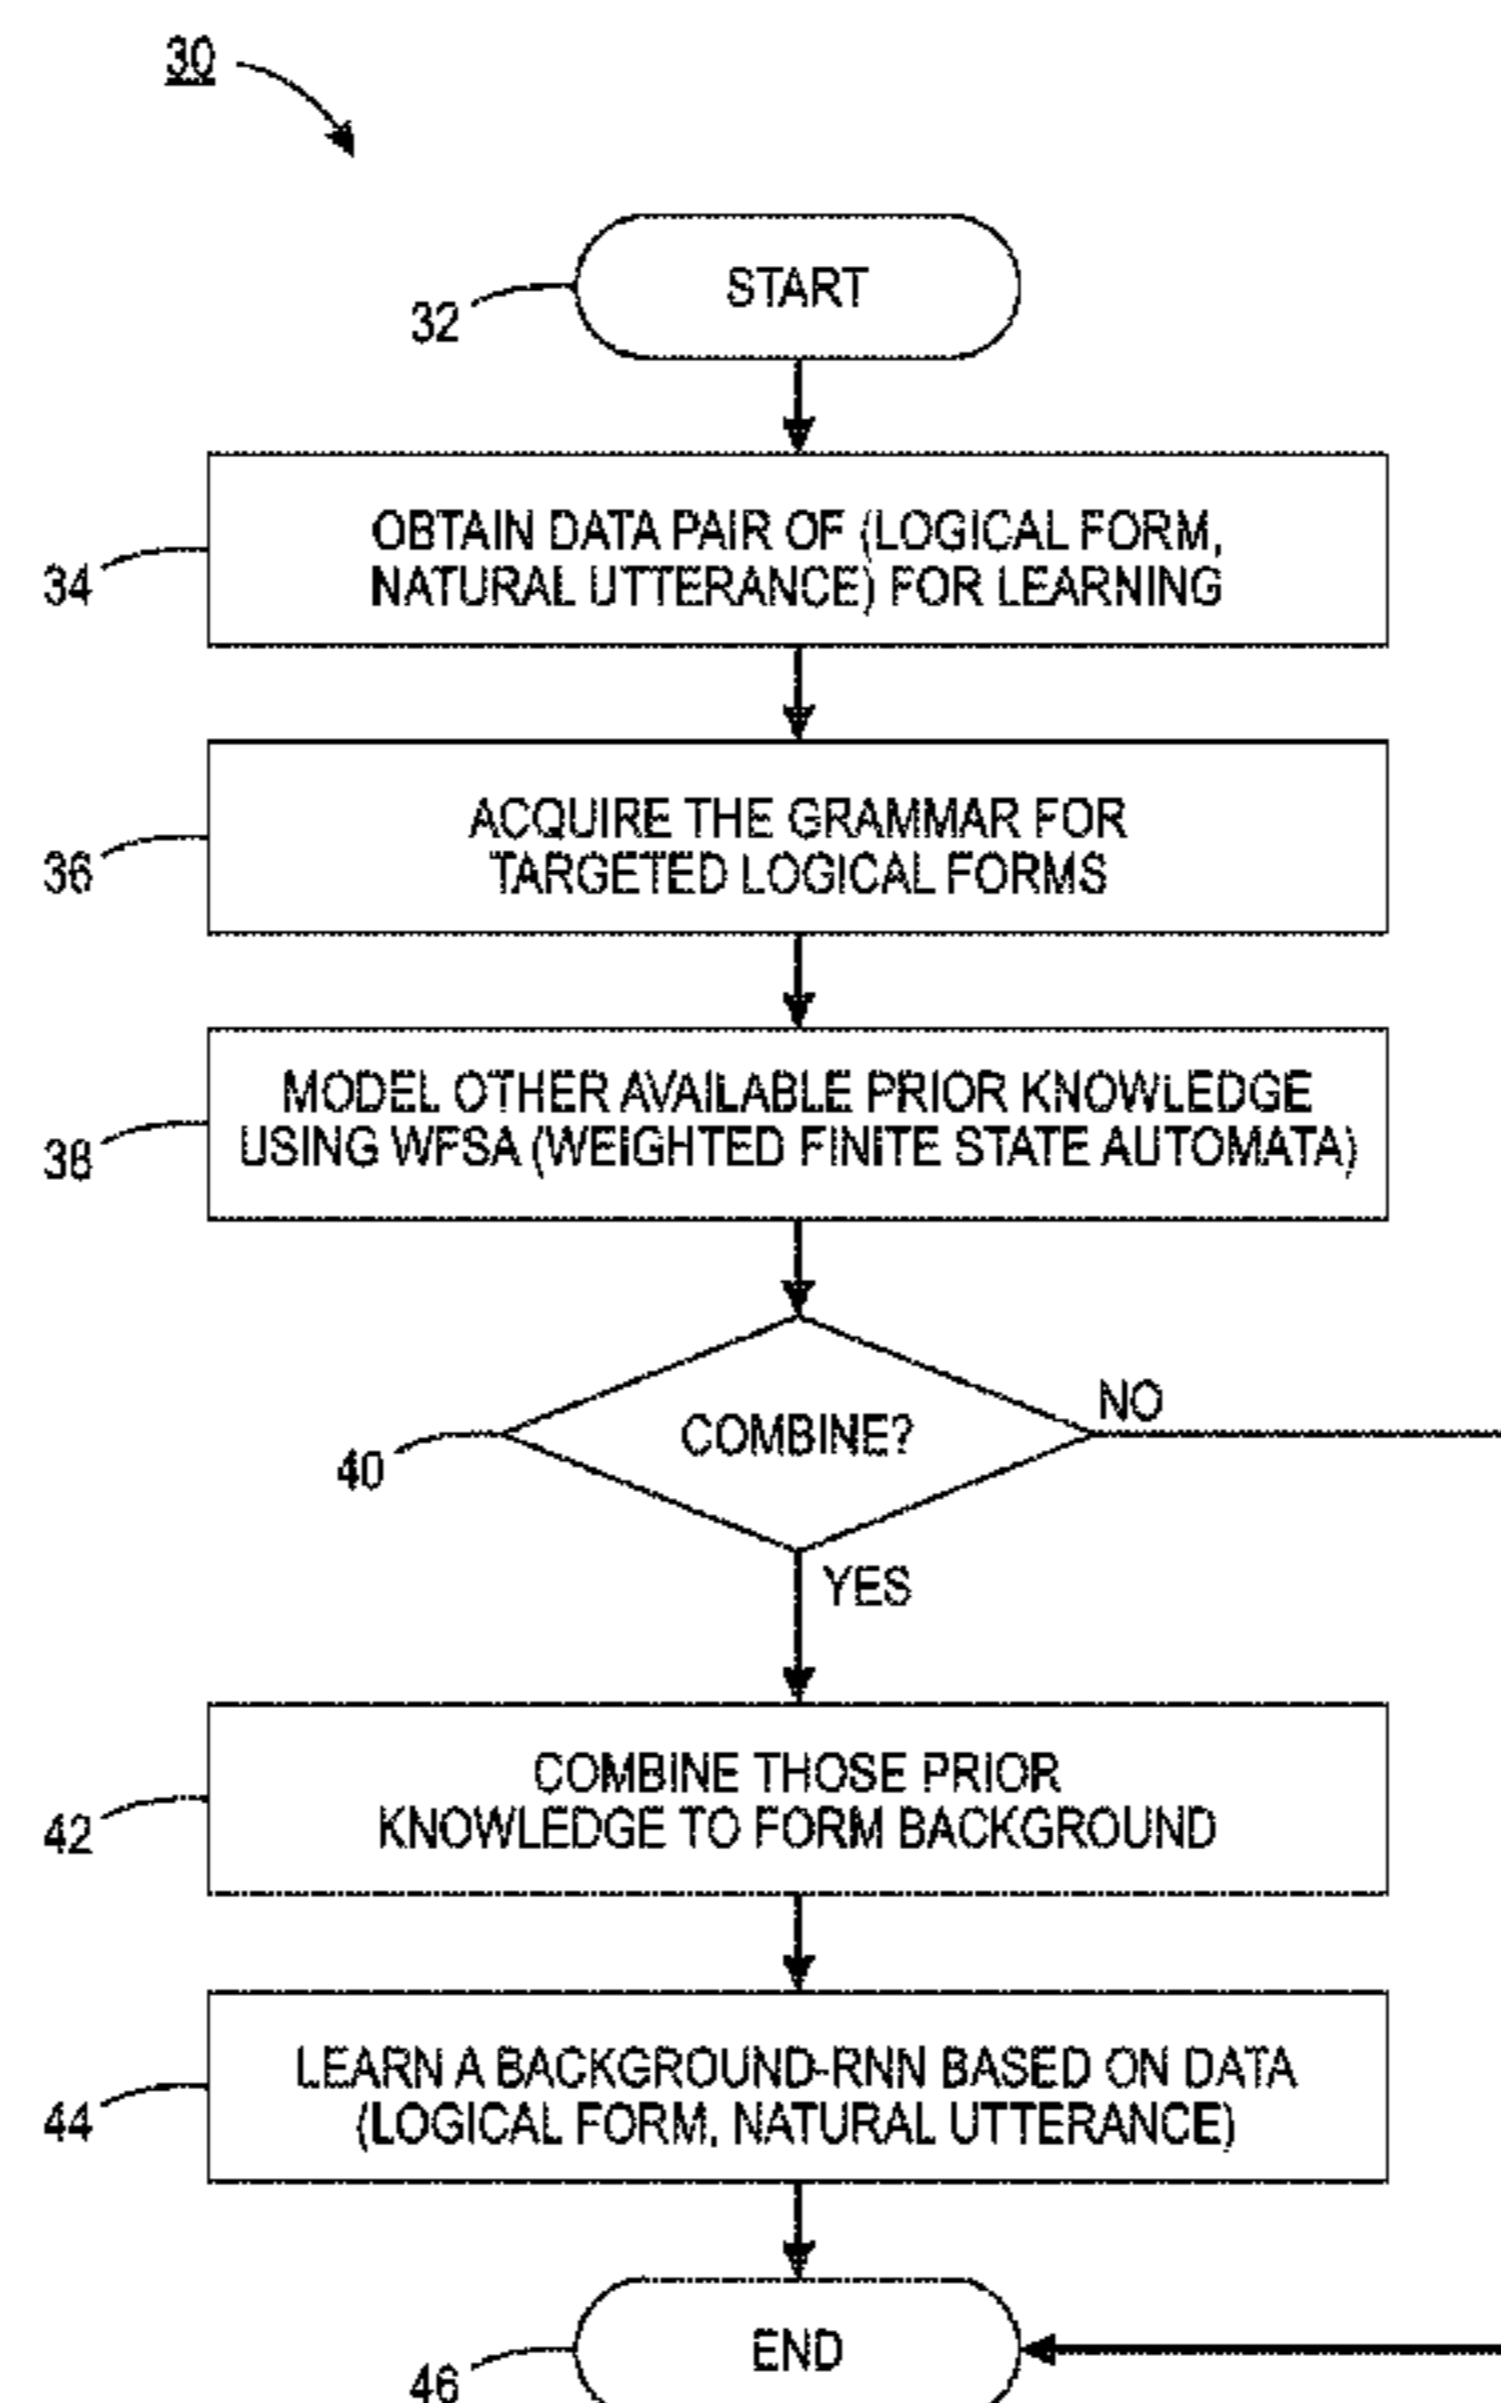 30
START
32
OBTAIN DATA PAIR OF (LOGICAL FORM,
NATURAL UTTERANCE) FOR LEARNING
34
ACQUIRE THE GRAMMAR FOR
TARGETED LOGICAL FORMS
36
MODEL OTHER AVAILABLE PRIOR KNOWLEDGE
USING WFSA (WEIGHTED FINITE STATE AUTOMATA)
38
NO
COMBINE?
40
YES
COMBINE THOSE PRIOR
KNOWLEDGE TO FORM BACKGROUND
42
LEARN A BACKGROUND-RNN BASED ON DATA
(LOGICAL FORM, NATURAL UTTERANCE)
44
END
46